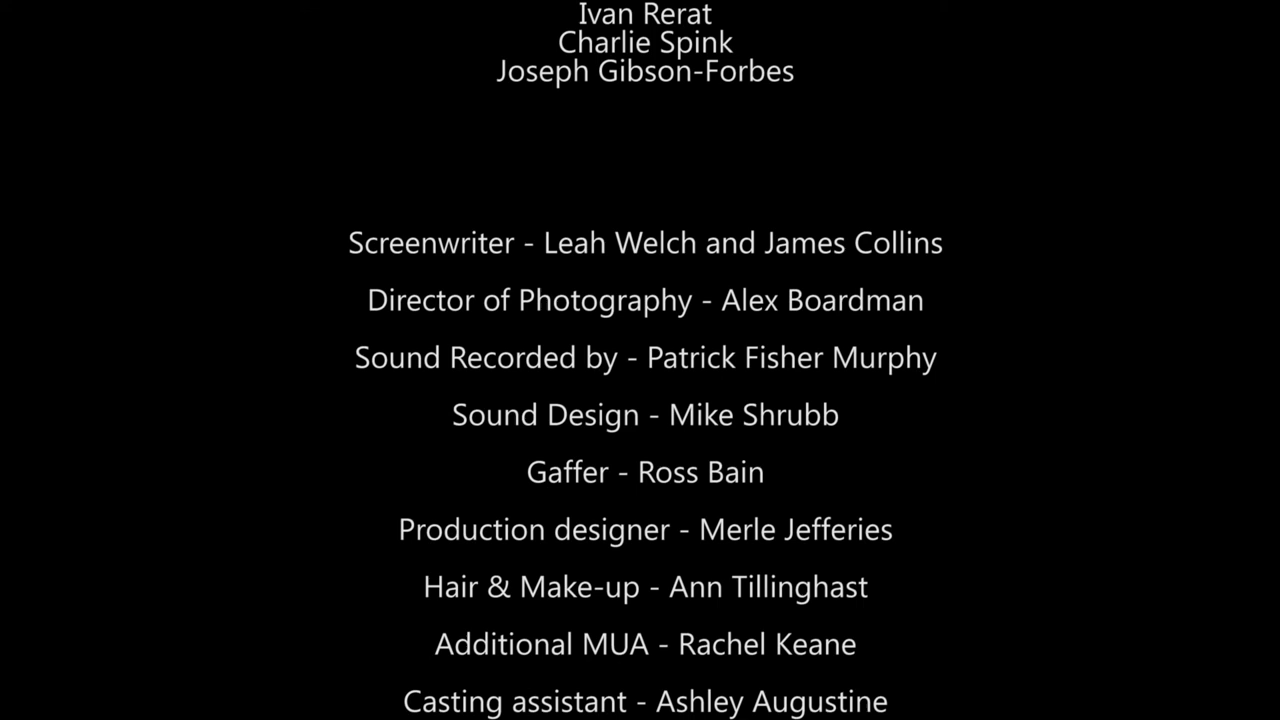 Ivan Rerat
Charlie Spink
Joseph Gibson-Forbes
Screenwriter - Leah Welch and James Collins
Director of Photography - Alex Boardman
Sound Recorded by - Patrick Fisher Murphy
Sound Design - Mike Shrubb
Gaffer - Ross Bain
Production designer - Merle Jefferies
Hair & Make-up - Ann Tillinghast
Additional MUA - Rachel Keane
Casting assistant - Ashley Augustine